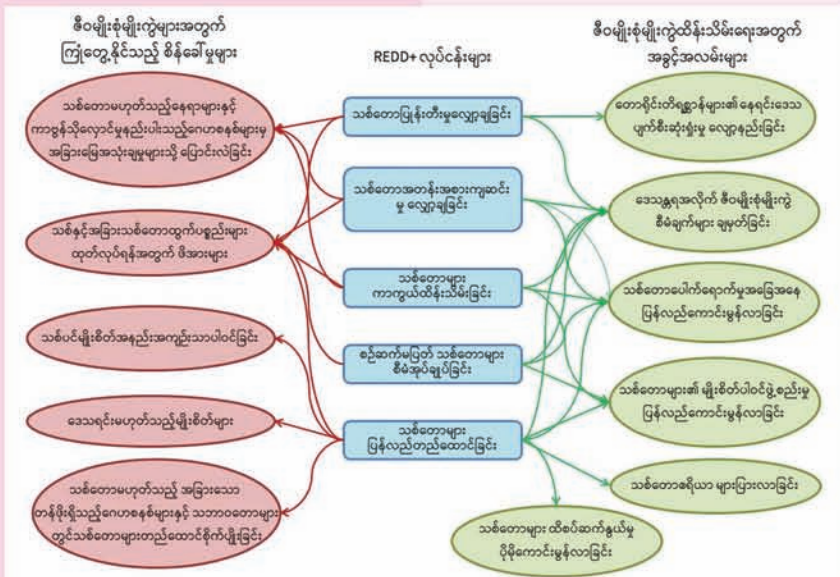 ဇီဝမျိုးစုံမျိုးကွဲများအတွက်
ကြုံတွေ့နိုင်သည့် စိန်ခေါ်မှုများ
သစ်တောမဟုတ်သည့်နေရာများနှင့်
ကာဗွန်သိုလှောင်မှုနည်းပါးသည့်ဂေဟစနစ်များမှ
အခြားမြေအသုံးချမှုများသို့ ပြောင်းလဲခြင်း
သစ်နှင့်အခြားသစ်တောထွက်ပစ္စည်းများ
ထုတ်လုပ်ရန်အတွက် ဖိအားများ
သစ်ပင်မျိုးစိတ်အနည်းအကျဉ်းသာပါဝင်ခြင်း
ဒေသရင်းမဟုတ်သည့်မျိုးစိတ်များ
သစ်တောမဟုတ်သည့် အခြားသော
တန်ဖိုးရှိသည့်ဂေဟစနစ်များနှင့် သဘာဝတောများ
တွင်သစ်တောများတည်ထောင်စိုက်ပျိုးခြင်း
REDD+ လုပ်ငန်းများ
သစ်တောပြုန်းတီးမှုလျှော့ချခြင်း
သစ်တောအတန်းအစားကျဆင်း
မှု လျှော့ချခြင်း
သစ်တောများ
ကာကွယ်ထိန်းသိမ်းခြင်း
စဉ်ဆက်မပြတ် သစ်တောများ
စီမံအုပ်ချုပ်ခြင်း
သစ်တောများ
ပြန်လည်တည်ထောင်ခြင်း
ဇီဝမျိုးစုံမျိုးကွဲထိန်းသိမ်းရေးအတွက်
အခွင့်အလမ်းများ
တောရိုင်းတိရစ္ဆာန်များ၏ နေရင်းဒေသ
ပျက်စီးဆုံးရှုံးမှု လျော့နည်းခြင်း
ဒေသန္တရအလိုက် ဇီဝမျိုးစုံမျိုးကွဲ
စီမံချက်များ ချမှတ်ခြင်း
သစ်တောပေါက်ရောက်မှုအခြေအနေ
ပြန်လည်ကောင်းမွန်လာခြင်း
သစ်တောများ၏ မျိုးစိတ်ပါဝင်ဖွဲ့စည်းမှု
ပြန်လည်ကောင်းမွန်လာခြင်း
သစ်တောဧရိယာ များပြားလာခြင်း
သစ်တောများ ထိစပ်ဆက်နွယ်မှု
ပိုမိုကောင်းမွန်လာခြင်း